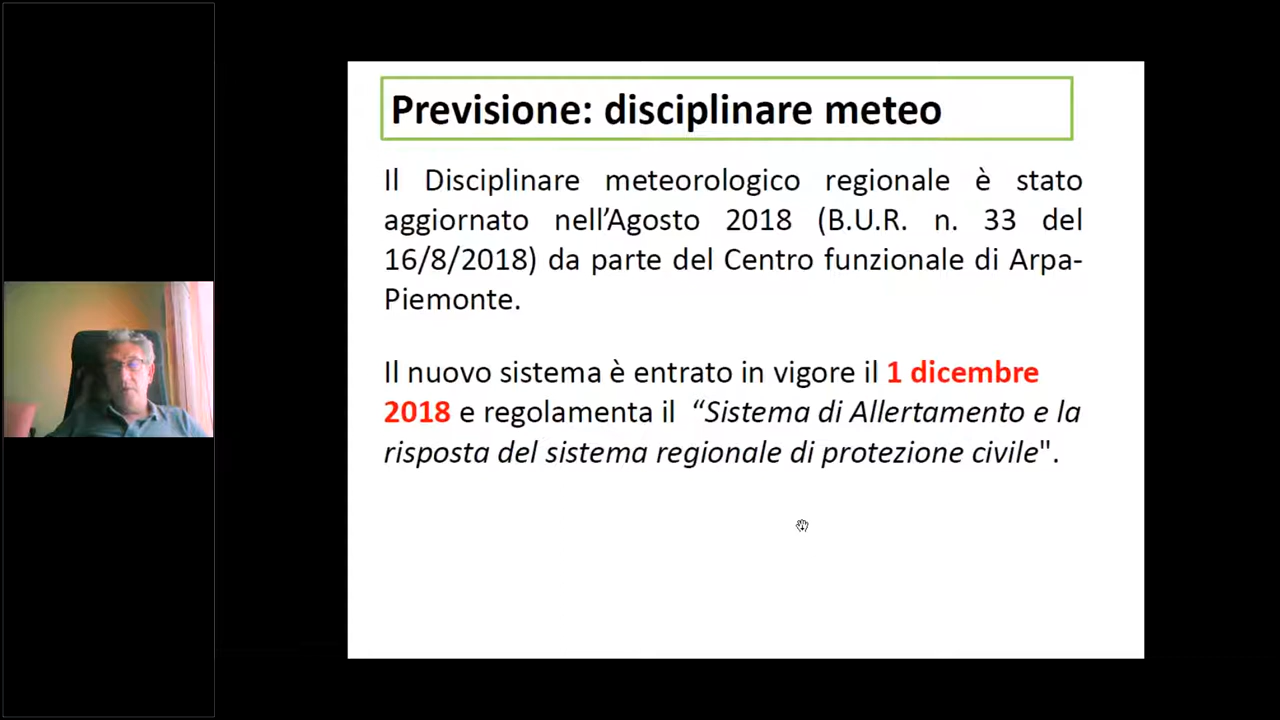 Previsione: disciplinare meteo
Il Disciplinare meteorologico regionale è stato
aggiornato nell’Agosto 2018 (B.U.R. n. 33 del
16/8/2018) da parte del Centro funzionale di Arpa-
Piemonte.
Il nuovo sistema è entrato in vigore il 1 dicembre
2018 e regolamenta il “Sistema di Allertamento e la
risposta del sistema regionale di protezione civile".